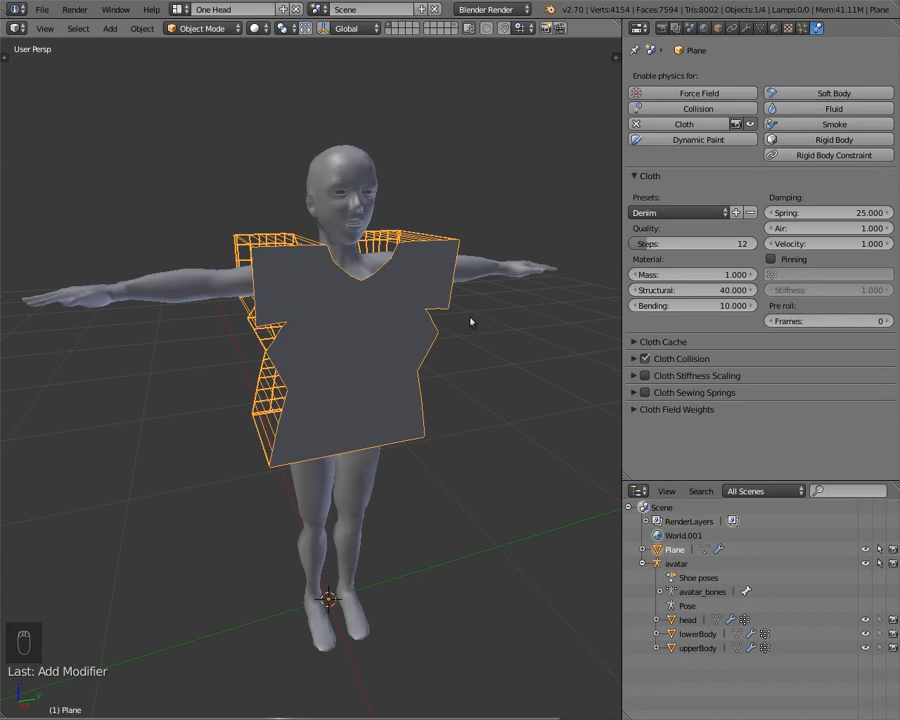 File Render Window Help One Head Scene Blender Render v2.70 | Verts:4154 | Faces:7594 | Tris:8002 | Objects:1/4 | Lamps:0/0 | Mem:41.11M | Plane
View Select Add Object Object Mode Global
User Persp
Plane
Enable physics for:
Force Field Soft Body
Collision Fluid
Cloth Smoke
Dynamic Paint Rigid Body
Rigid Body Constraint
Cloth
Presets: Damping:
Denim Spring: 25.000
Quality: Air: 1.000
Steps: 12 Velocity: 1.000
Material: Pinning
Mass: 1.000
Structural: 40.000 Stiffness: 1.000
Bending: 10.000 Pre roll:
Frames: 0
Cloth Cache
Cloth Collision
Cloth Stiffness Scaling
Cloth Sewing Springs
Cloth Field Weights
View Search All Scenes
Scene
RenderLayers
World.001
Plane
avatar
Shoe poses
avatar_bones
Pose
head
lowerBody
upperBody
Last: Add Modifier
(1) Plane